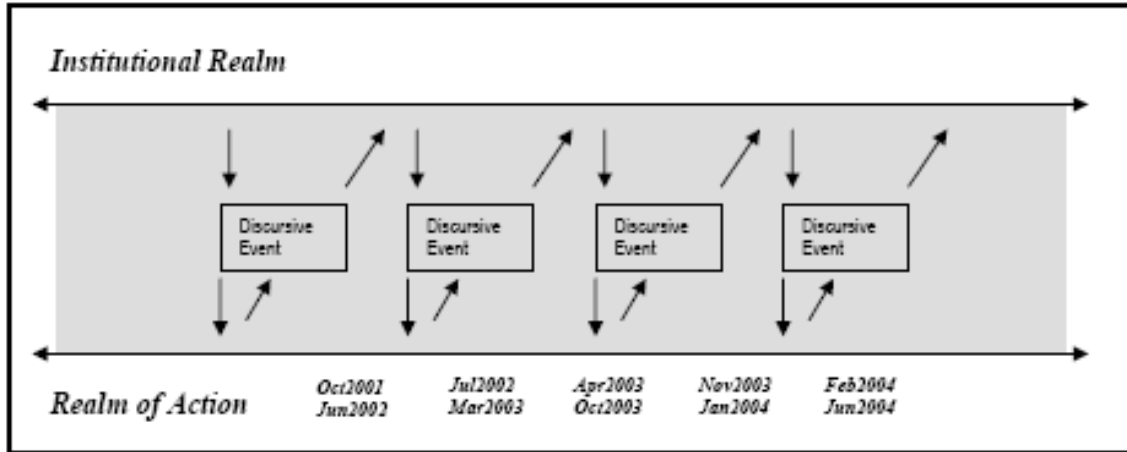 Institutional Realm
Discursive Event
Discursive Event
Discursive Event
Discursive Event
Realm of Action
Oct2001 Jun2002
Jul2002 Mar2003
Apr2003 Oct2003
Nov2003 Jan2004
Feb2004 Jun2004